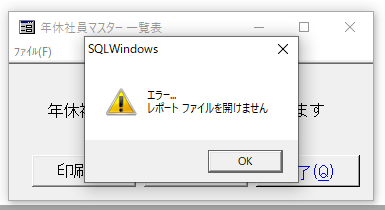 年休社員マスター 一覧表
ファイル(F)
SQLWindows
エラー...
レポート ファイルを開けません
年休社
ます
OK
印刷
了(Q)